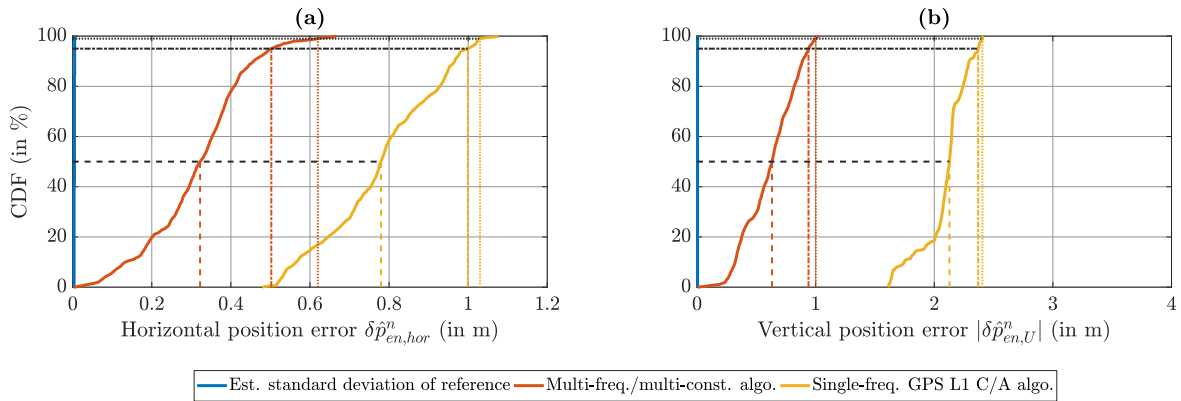 (a)
(b)
CDF (in %)
100
80
60
40
20
0
0 0.2 0.4 0.6 0.8 1 1.2
Horizontal position error δp̂ⁿ_en,hor (in m)
100
80
60
40
20
0
0 1 2 3 4
Vertical position error |δp̂ⁿ_en,U| (in m)
Est. standard deviation of reference Multi-freq./multi-const. algo. Single-freq. GPS L1 C/A algo.